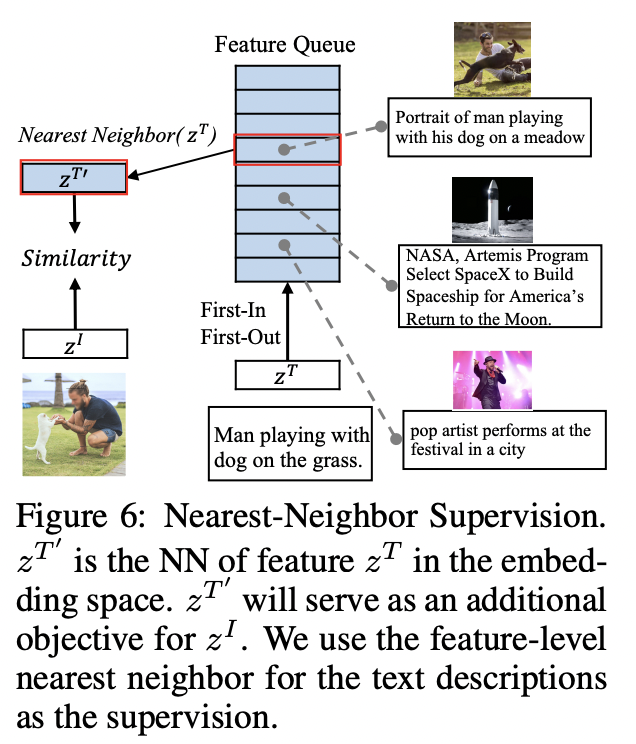 Feature Queue
Portrait of man playing
with his dog on a meadow
Nearest Neighbor( z^T)
z^{T'}
Similarity
NASA, Artemis Program
Select SpaceX to Build
Spaceship for America's
Return to the Moon.
First-In
First-Out
z^I
z^T
Man playing with
dog on the grass.
pop artist performs at the
festival in a city
Figure 6: Nearest-Neighbor Supervision.
z^{T'} is the NN of feature z^T in the embed-
ding space. z^{T'} will serve as an additional
objective for z^I. We use the feature-level
nearest neighbor for the text descriptions
as the supervision.